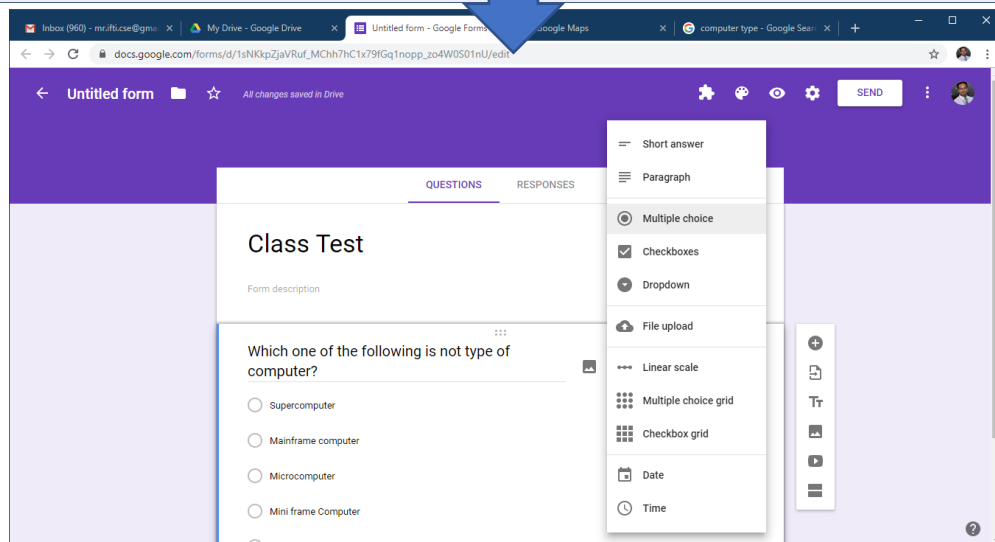 Inbox (960) - mr.ifti.cse@gma
My Drive - Google Drive
Untitled form - Google Forms
Google Maps
computer type - Google Sear
docs.google.com/forms/d/1sNKkpZjaVRuf_MChh7hC1x79fGq1nopp_zo4W0S01nU/edit
Untitled form
All changes saved in Drive
SEND
QUESTIONS RESPONSES
Class Test
Form description
Which one of the following is not type of
computer?
Supercomputer
Mainframe computer
Microcomputer
Mini frame Computer
Short answer
Paragraph
Multiple choice
Checkboxes
Dropdown
File upload
Linear scale
Multiple choice grid
Checkbox grid
Date
Time
Tт